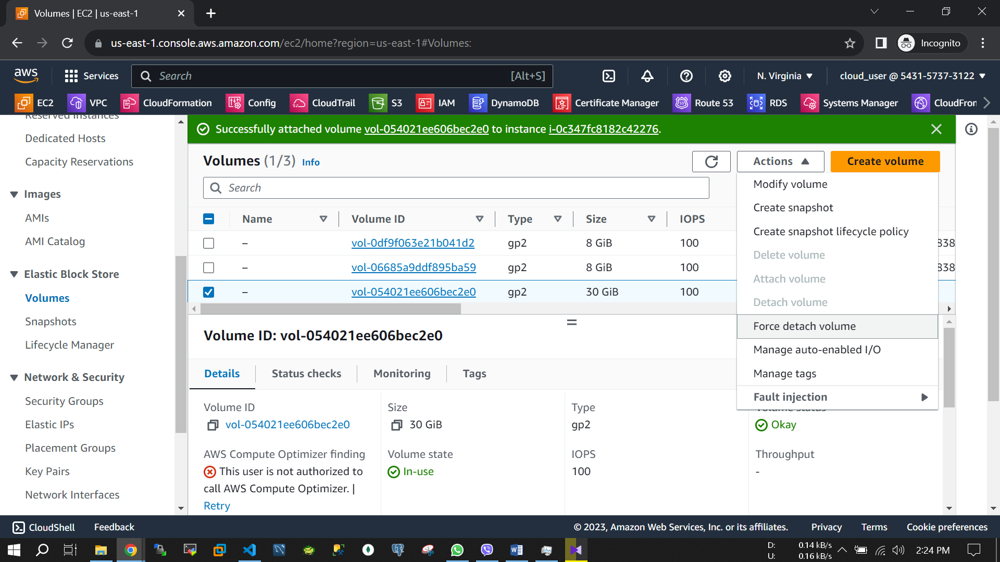 Volumes | EC2 | us-east-1
us-east-1.console.aws.amazon.com/ec2/home?region=us-east-1#Volumes:
Incognito
aws
Services
Search
[Alt+S]
N. Virginia
cloud_user @ 5431-5737-3122
EC2
VPC
CloudFormation
Config
CloudTrail
S3
IAM
DynamoDB
Certificate Manager
Route 53
RDS
Systems Manager
CloudFron
Reserved Instances
Dedicated Hosts
Capacity Reservations
Images
AMIs
AMI Catalog
Elastic Block Store
Volumes
Snapshots
Lifecycle Manager
Network & Security
Security Groups
Elastic IPs
Placement Groups
Key Pairs
Network Interfaces
Successfully attached volume vol-054021ee606bec2e0 to instance i-0c347fc8182c42276.
Volumes (1/3) Info
Actions
Create volume
Search
Name Volume ID Type Size IOPS
– vol-0df9f063e21b041d2 gp2 8 GiB 100 838
– vol-06685a9ddf895ba59 gp2 8 GiB 100 838
– vol-054021ee606bec2e0 gp2 30 GiB 100
Modify volume
Create snapshot
Create snapshot lifecycle policy
Delete volume
Attach volume
Detach volume
Force detach volume
Manage auto-enabled I/O
Manage tags
Fault injection
Volume ID: vol-054021ee606bec2e0
Details
Status checks
Monitoring
Tags
Volume ID
vol-054021ee606bec2e0
Size
30 GiB
Type
gp2
Volume status
Okay
AWS Compute Optimizer finding
This user is not authorized to
call AWS Compute Optimizer. |
Retry
Volume state
In-use
IOPS
100
Throughput
-
CloudShell
Feedback
© 2023, Amazon Web Services, Inc. or its affiliates.
Privacy
Terms
Cookie preferences
D: 0.14 kB/s
U: 0.16 kB/s
2:24 PM